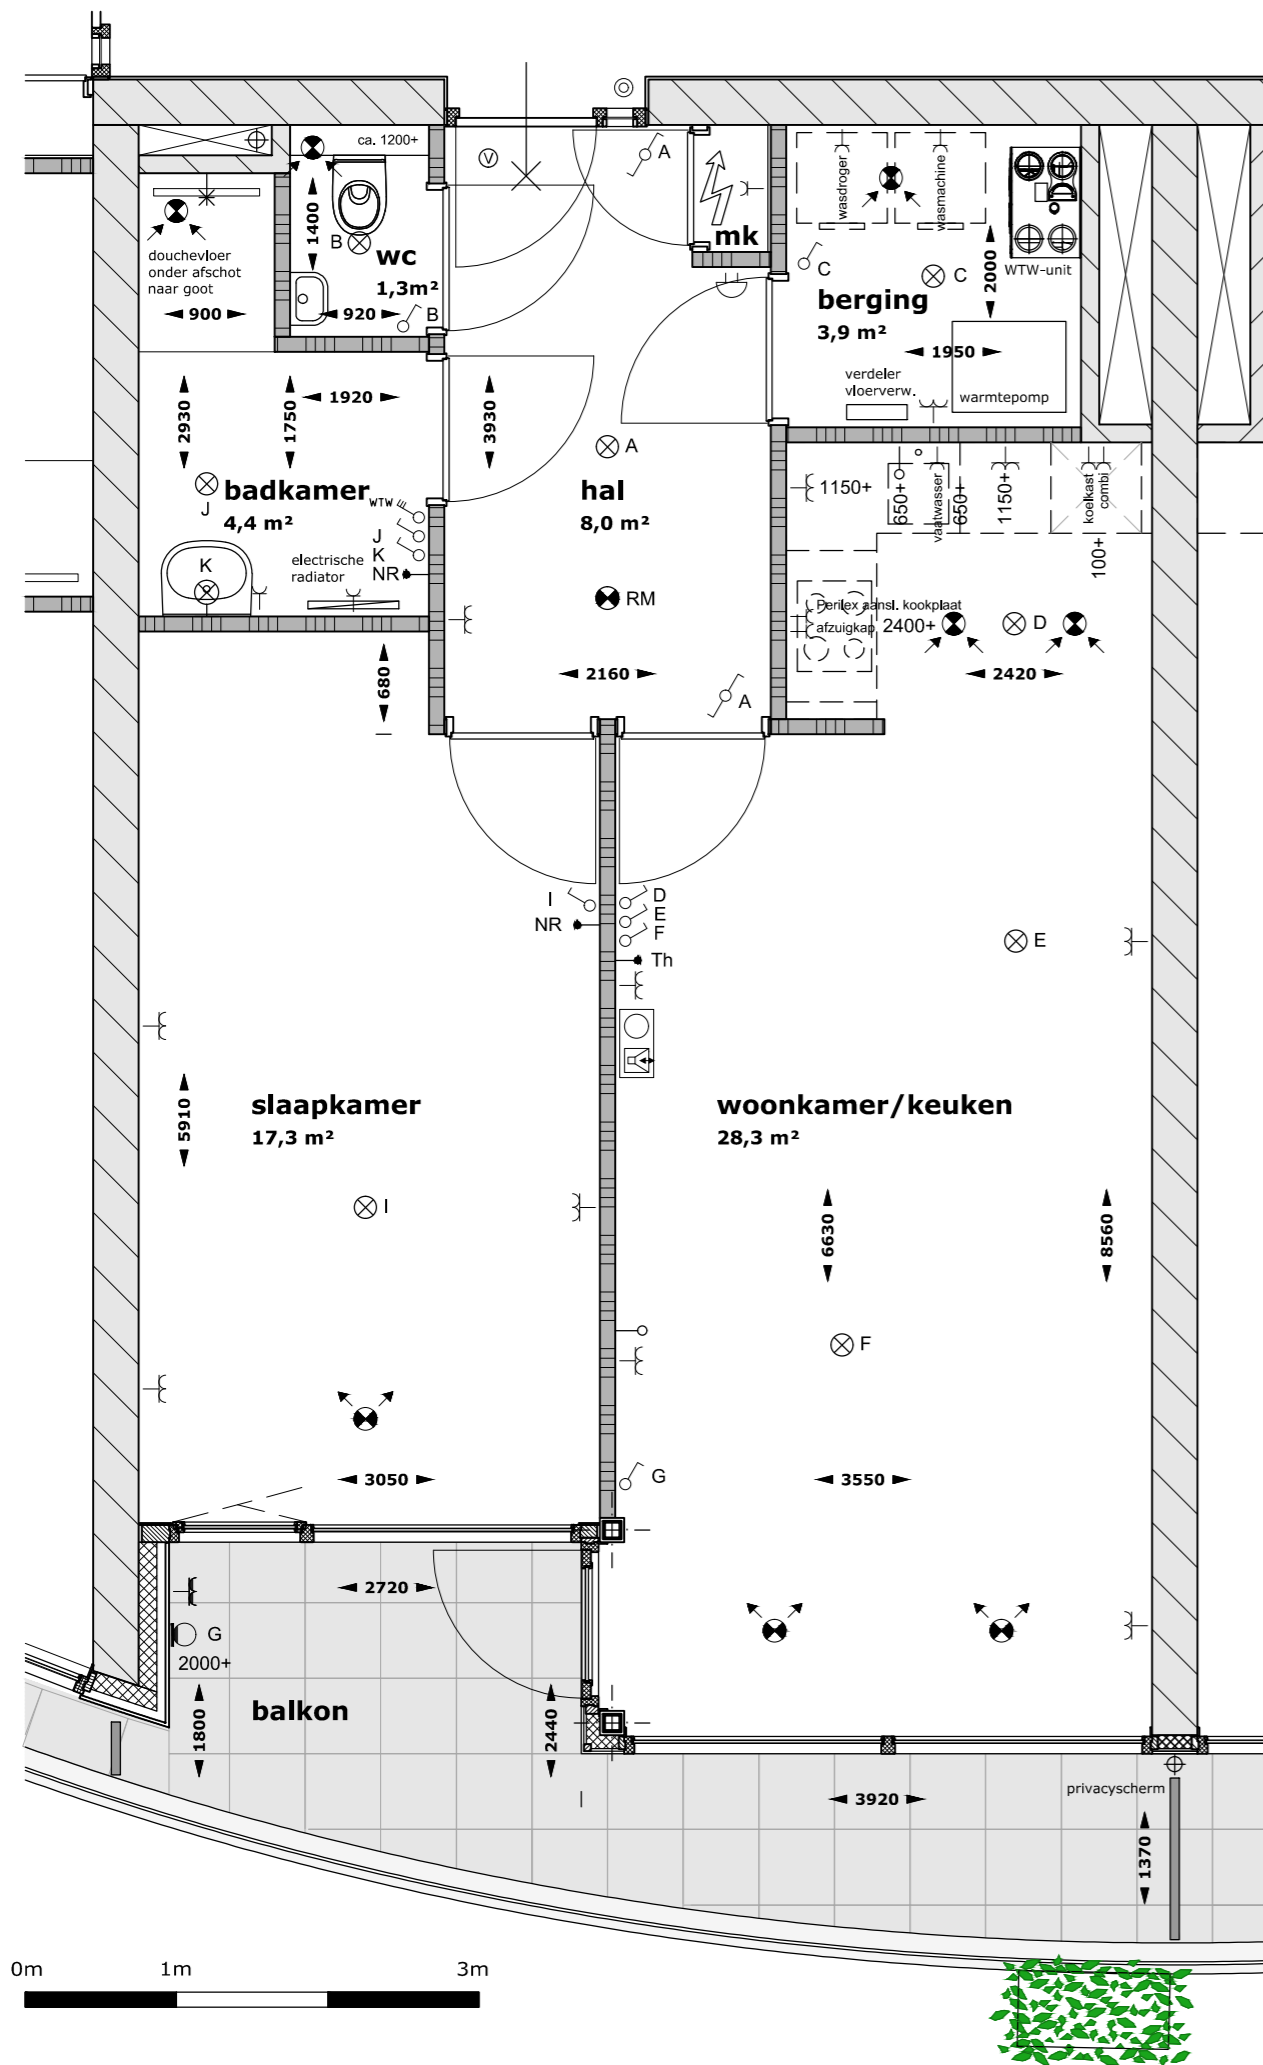 ca. 1200+
V
A
wasdroger
wasmachine
1400
B
wc
1,3m²
mk
douchevloer
onder afschot
naar goot
900
920
B
C
C
2000
WTW-unit
berging
3,9 m²
1950
verdeler
vloerverw.
warmtepomp
2930
1750
1920
3930
A
J
badkamer
4,4 m²
WTW
J
K
NR
K
electrische
radiator
hal
8,0 m²
RM
1150+
650+
vaatwasser
650+
1150+
koelkast
combi
100+
Perilex aansl. kookplaat
afzuigkap
2400+
D
2420
680
2160
A
I
NR
D
E
F
Th
E
slaapkamer
17,3 m²
5910
woonkamer/keuken
28,3 m²
I
6630
8560
F
3050
G
3550
2720
G
2000+
balkon
1800
2440
3920
privacyscherm
1370
0m
1m
3m